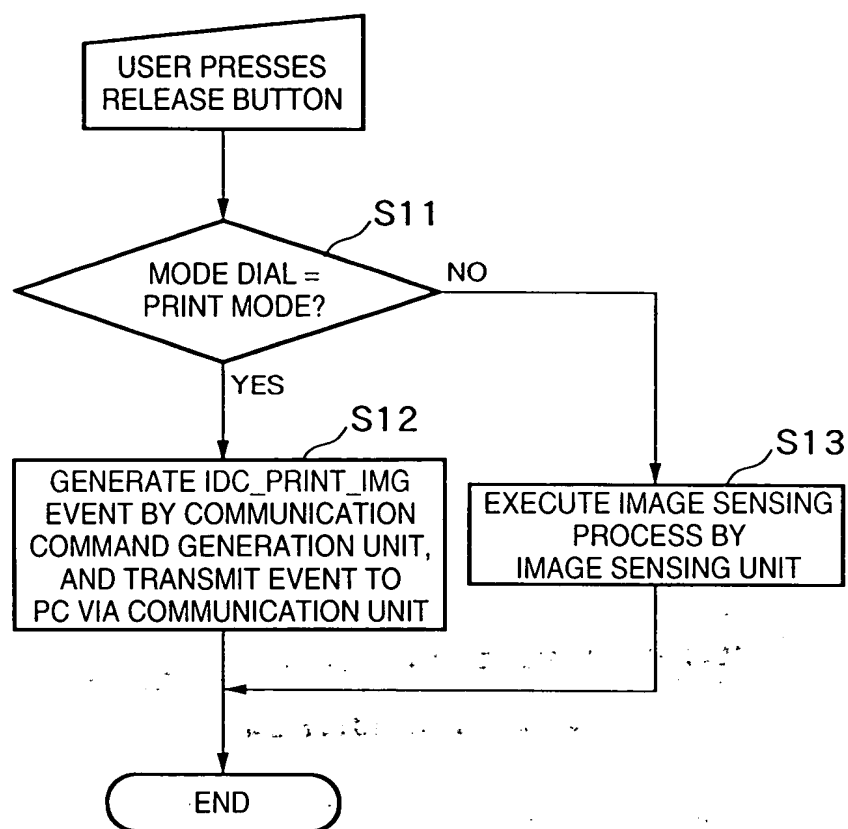 USER PRESSES
RELEASE BUTTON
S11
MODE DIAL =
PRINT MODE?
NO
YES
S12
GENERATE IDC_PRINT_IMG
EVENT BY COMMUNICATION
COMMAND GENERATION UNIT,
AND TRANSMIT EVENT TO
PC VIA COMMUNICATION UNIT
S13
EXECUTE IMAGE SENSING
PROCESS BY
IMAGE SENSING UNIT
END